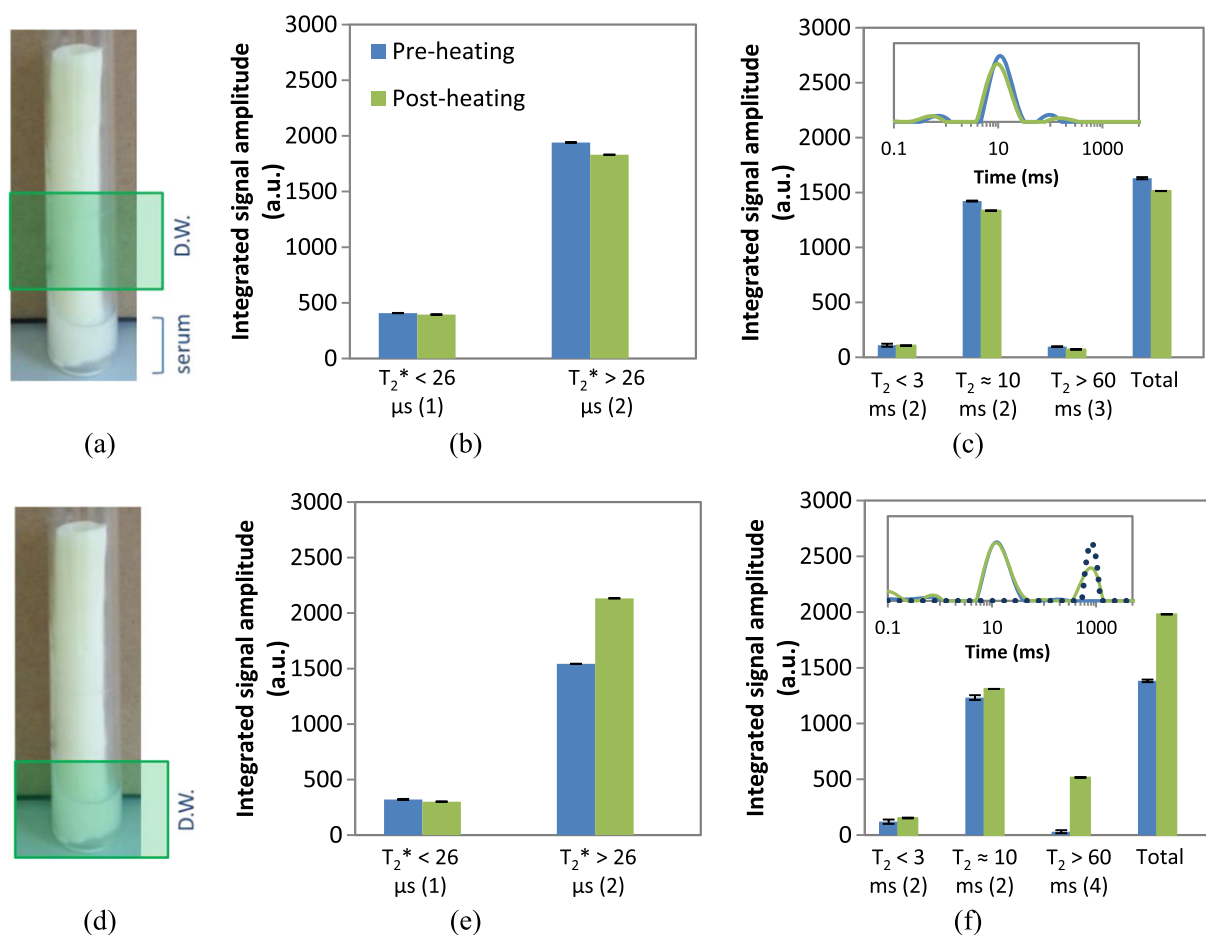 D.W.
serum
(a)
Integrated signal amplitude
(a.u.)
3000
2500
2000
1500
1000
500
0
Pre-heating
Post-heating
T₂* < 26
µs (1)
T₂* > 26
µs (2)
(b)
Integrated signal amplitude
(a.u.)
3000
2500
2000
1500
1000
500
0
0.1
10
1000
Time (ms)
T₂ < 3
ms (2)
T₂ ≈ 10
ms (2)
T₂ > 60
ms (3)
Total
(c)
D.W.
(d)
Integrated signal amplitude
(a.u.)
3000
2500
2000
1500
1000
500
0
T₂* < 26
µs (1)
T₂* > 26
µs (2)
(e)
Integrated signal amplitude
(a.u.)
3000
2500
2000
1500
1000
500
0
0.1
10
1000
Time (ms)
T₂ < 3
ms (2)
T₂ ≈ 10
ms (2)
T₂ > 60
ms (4)
Total
(f)